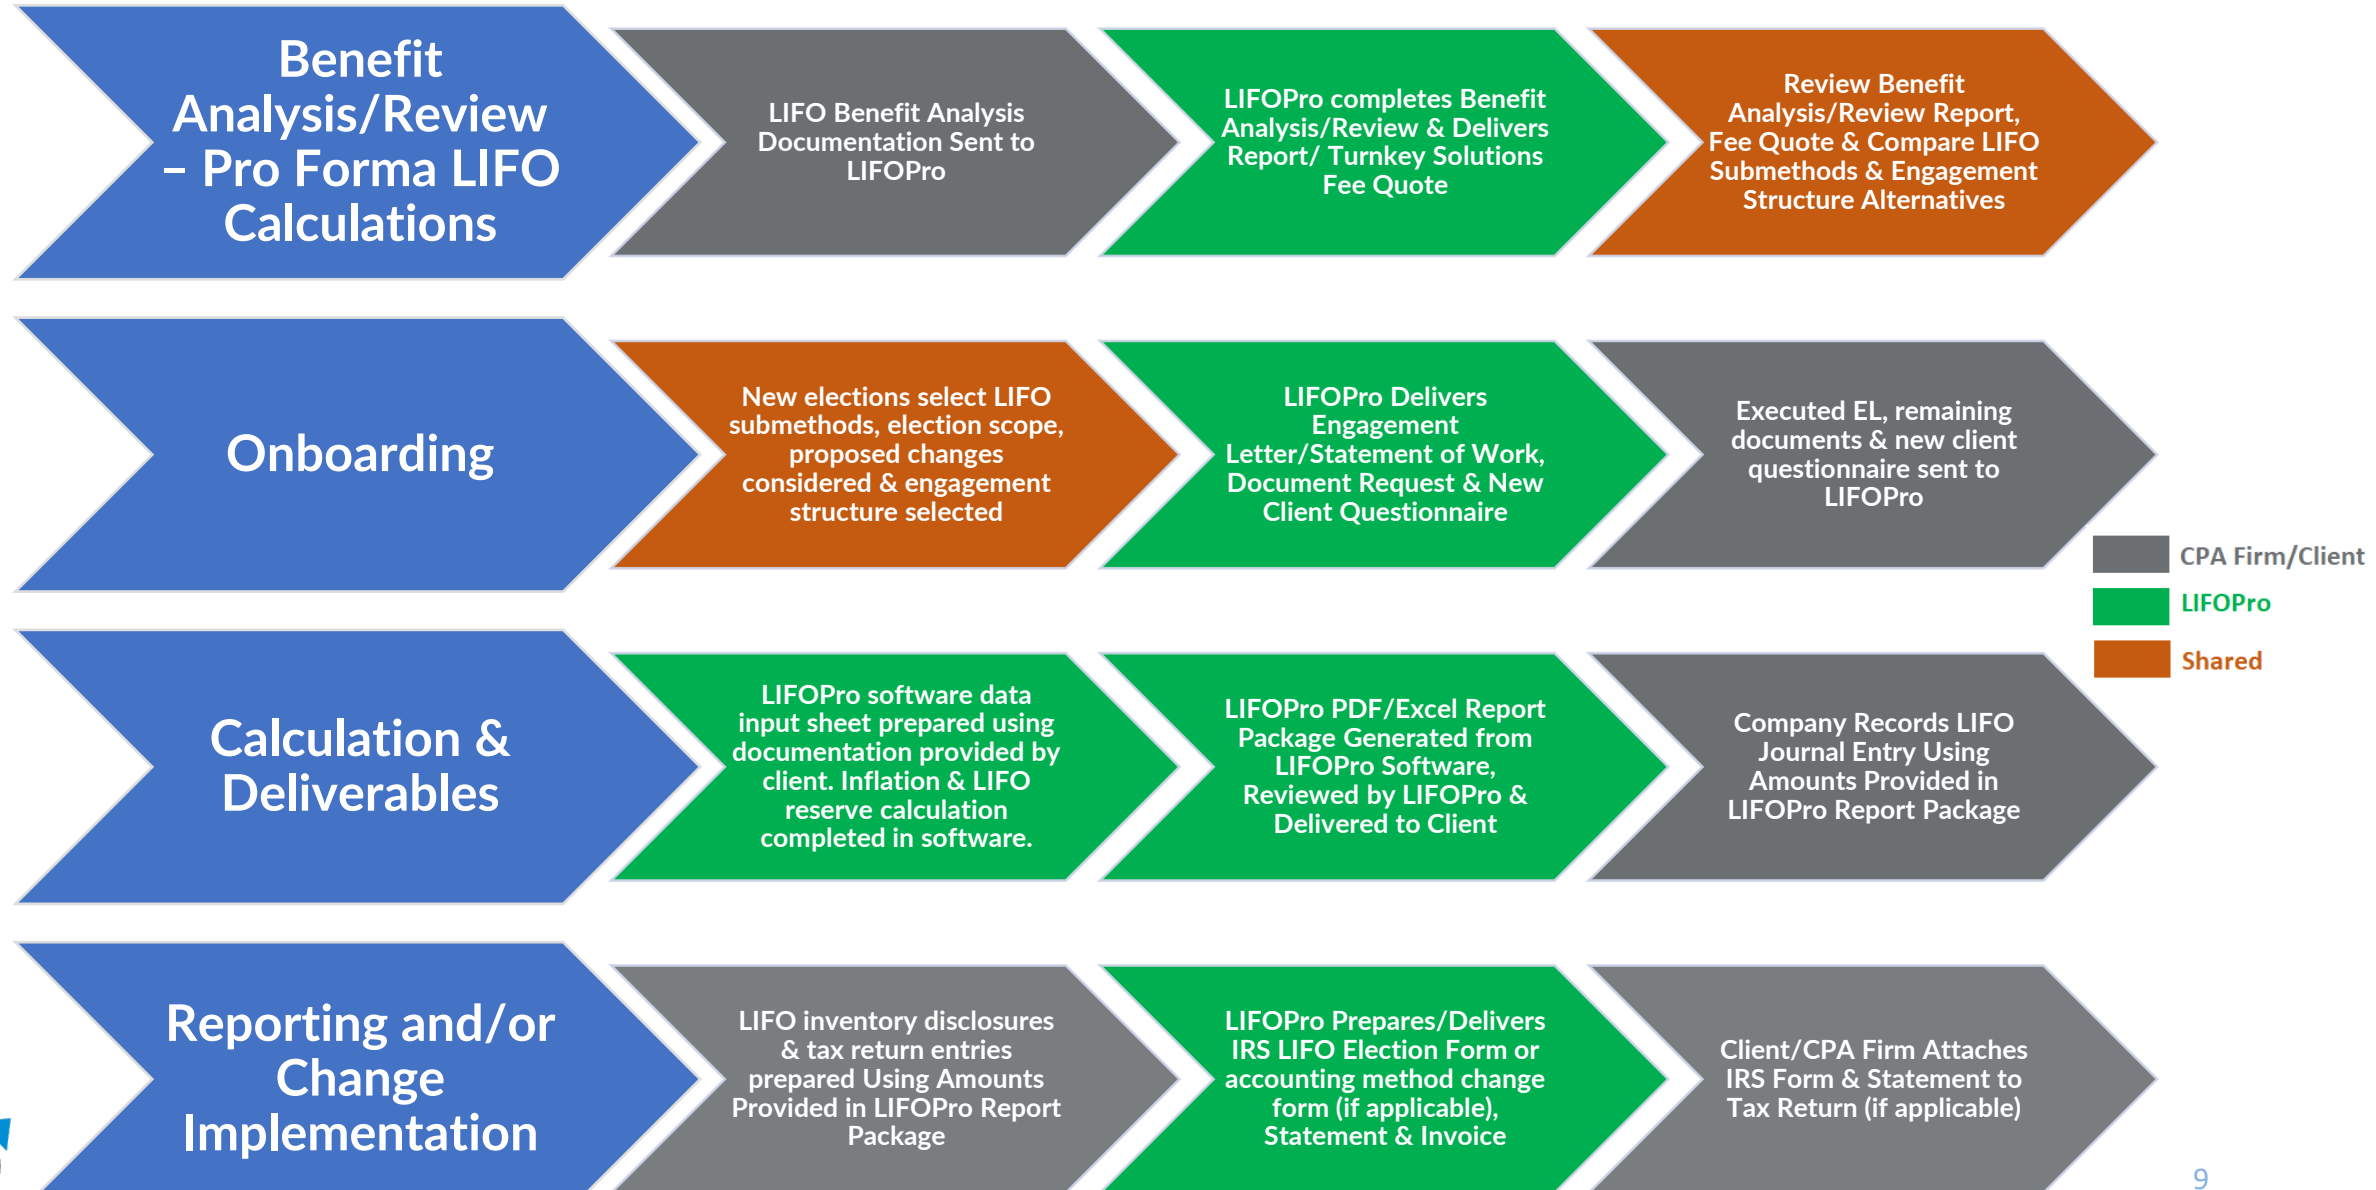 Benefit
Analysis/Review
– Pro Forma LIFO
Calculations
LIFO Benefit Analysis
Documentation Sent to
LIFOPro
LIFOPro completes Benefit
Analysis/Review & Delivers
Report/ Turnkey Solutions
Fee Quote
Review Benefit
Analysis/Review Report,
Fee Quote & Compare LIFO
Submethods & Engagement
Structure Alternatives
Onboarding
New elections select LIFO
submethods, election scope,
proposed changes
considered & engagement
structure selected
LIFOPro Delivers
Engagement
Letter/Statement of Work,
Document Request & New
Client Questionnaire
Executed EL, remaining
documents & new client
questionnaire sent to
LIFOPro
CPA Firm/Client
LIFOPro
Shared
Calculation &
Deliverables
LIFOPro software data
input sheet prepared using
documentation provided by
client. Inflation & LIFO
reserve calculation
completed in software.
LIFOPro PDF/Excel Report
Package Generated from
LIFOPro Software,
Reviewed by LIFOPro &
Delivered to Client
Company Records LIFO
Journal Entry Using
Amounts Provided in
LIFOPro Report Package
Reporting and/or
Change
Implementation
LIFO inventory disclosures
& tax return entries
prepared Using Amounts
Provided in LIFOPro Report
Package
LIFOPro Prepares/Delivers
IRS LIFO Election Form or
accounting method change
form (if applicable),
Statement & Invoice
Client/CPA Firm Attaches
IRS Form & Statement to
Tax Return (if applicable)
9